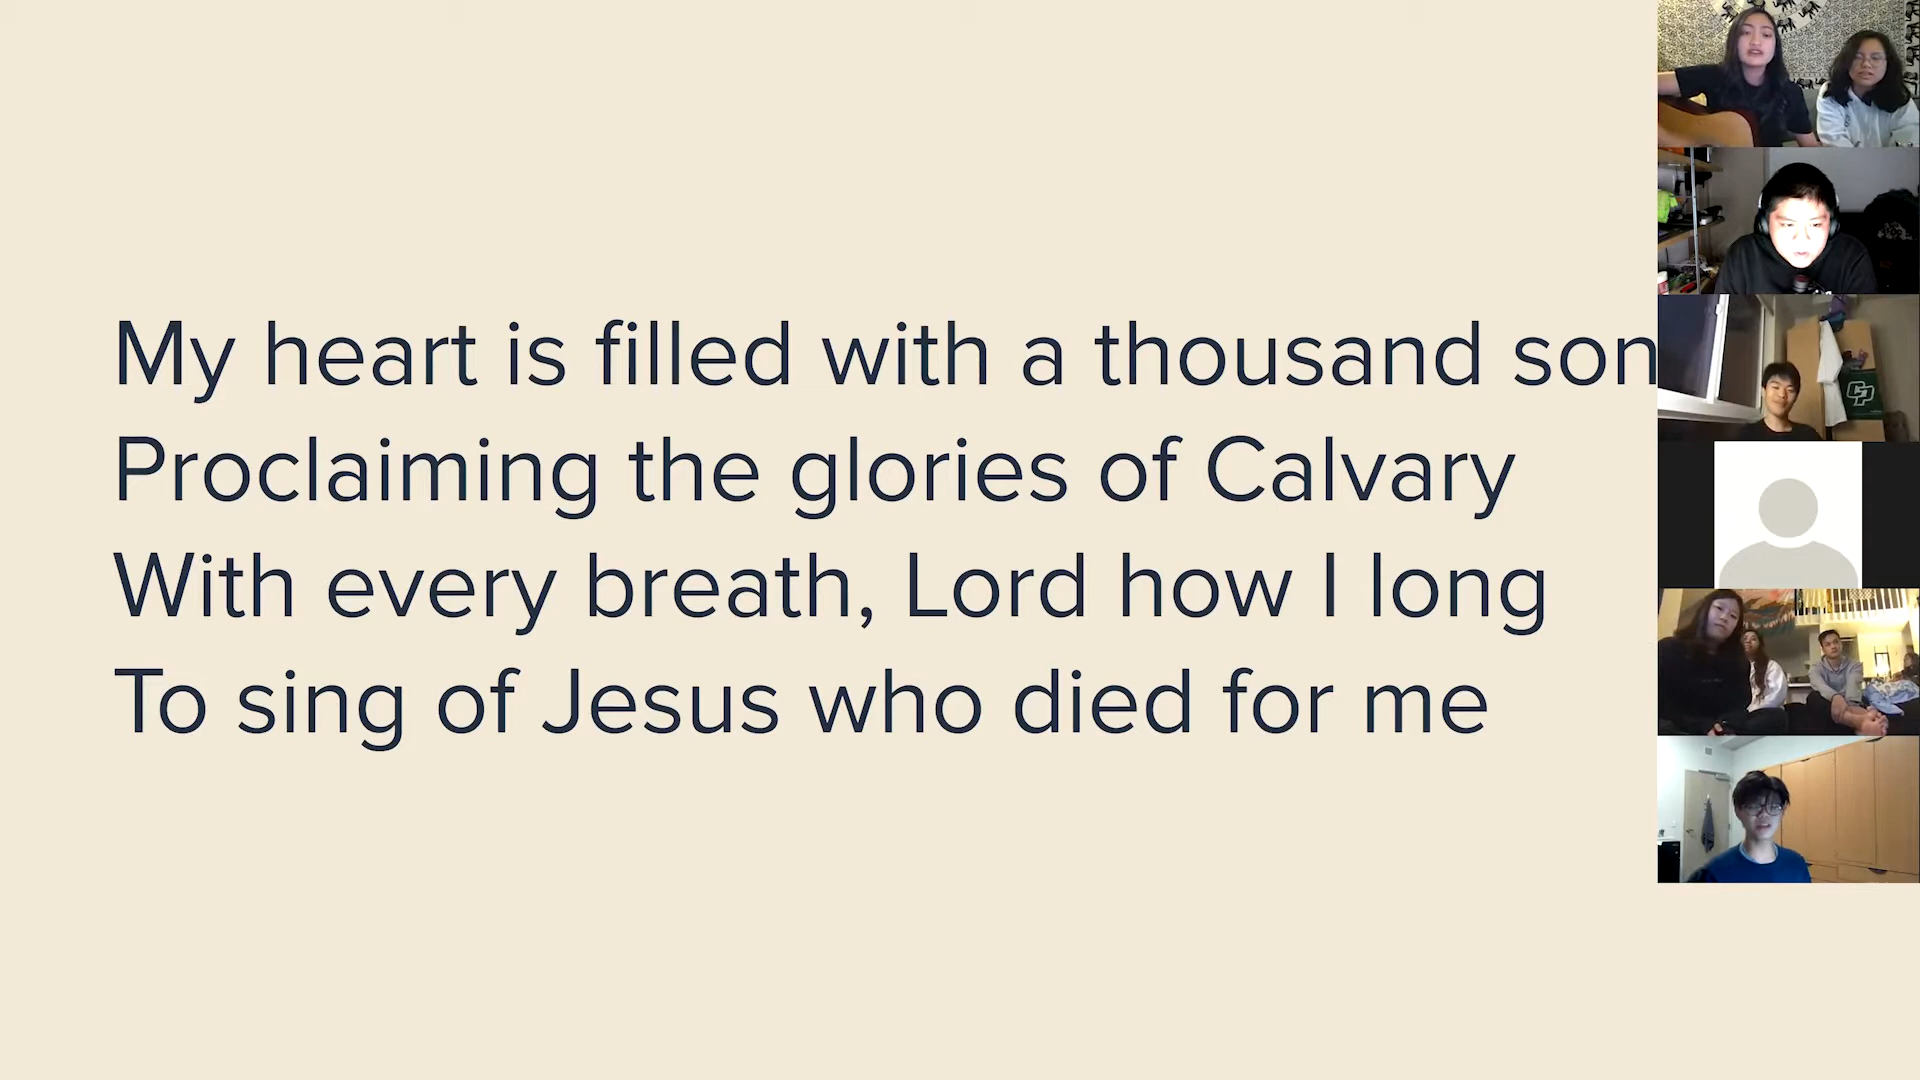 My heart is filled with a thousand son
Proclaiming the glories of Calvary
With every breath, Lord how I long
To sing of Jesus who died for me
CP